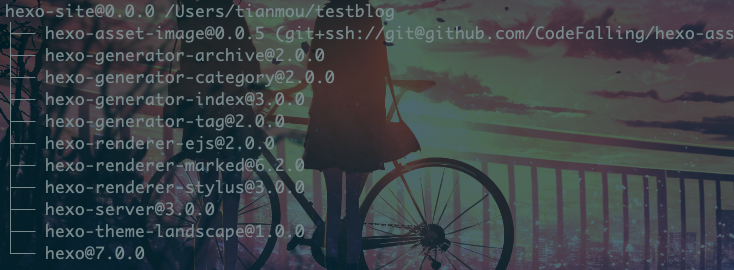 hexo-site@0.0.0 /Users/tianmou/testblog
├── hexo-asset-image@0.0.5 (git+ssh://git@github.com/CodeFalling/hexo-ass
├── hexo-generator-archive@2.0.0
├── hexo-generator-category@2.0.0
├── hexo-generator-index@3.0.0
├── hexo-generator-tag@2.0.0
├── hexo-renderer-ejs@2.0.0
├── hexo-renderer-marked@6.2.0
├── hexo-renderer-stylus@3.0.0
├── hexo-server@3.0.0
├── hexo-theme-landscape@1.0.0
└── hexo@7.0.0